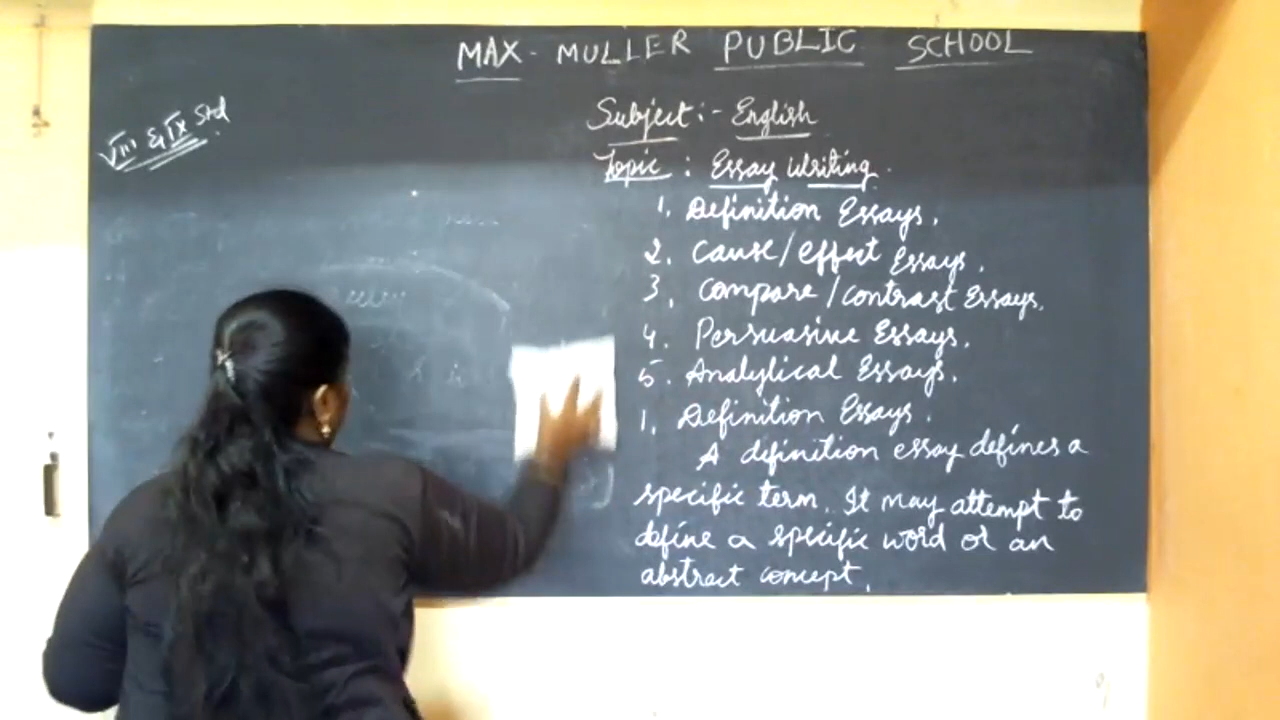 MAX - MULLER PUBLIC SCHOOL
VIII & IX Std
Subject :- English
Topic : Essay Writing.
1. Definition Essays.
2. Cause/effect Essays.
3. Compare/contrast Essays.
4. Persuasive Essays.
5. Analytical Essays.
1. Definition Essays.
A definition essay defines a
specific term. It may attempt to
define a specific word or an
abstract concept.